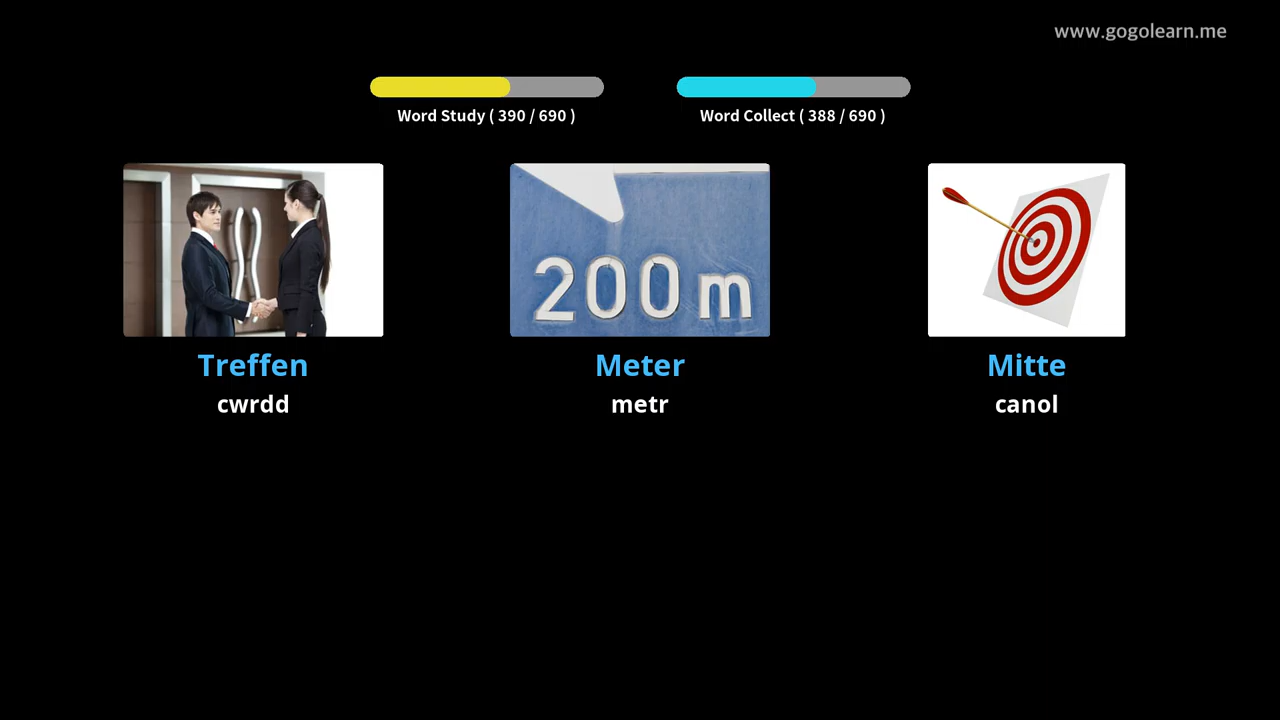 www.gogolearn.me
Word Study ( 390 / 690 )
Word Collect ( 388 / 690 )
200 m
Treffen
Meter
Mitte
cwrdd
metr
canol